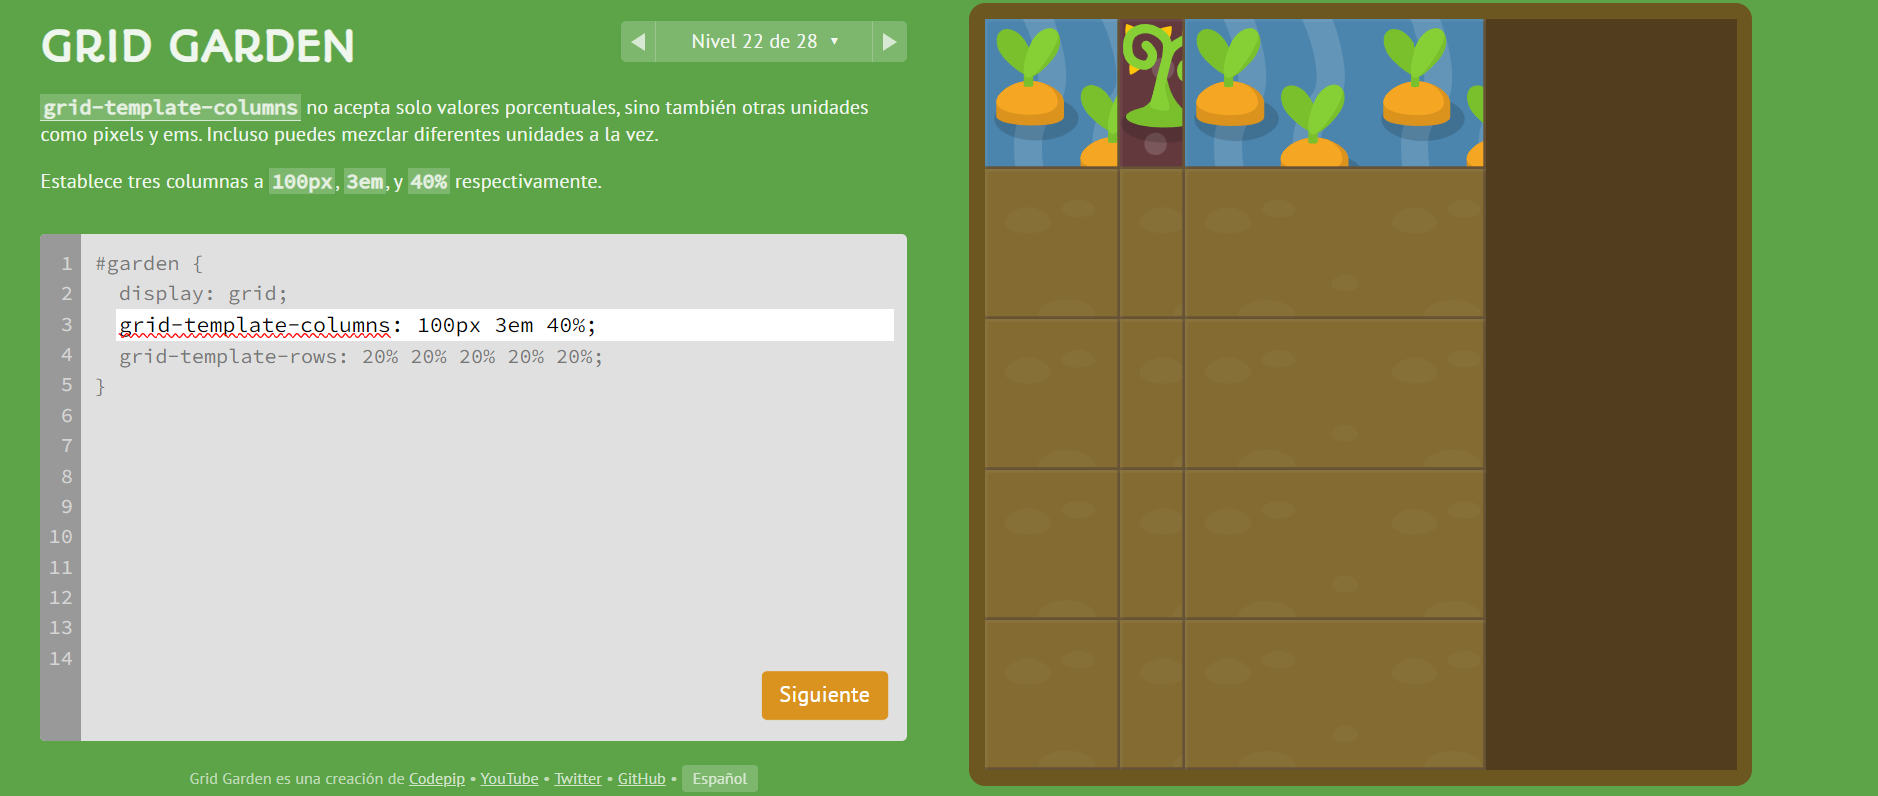 GRID GARDEN
Nivel 22 de 28 ▼
grid-template-columns no acepta solo valores porcentuales, sino también otras unidades
como pixels y ems. Incluso puedes mezclar diferentes unidades a la vez.
Establece tres columnas a 100px, 3em, y 40% respectivamente.
1 #garden {
2 display: grid;
3 grid-template-columns: 100px 3em 40%;
4 grid-template-rows: 20% 20% 20% 20% 20%;
5 }
6
7
8
9
10
11
12
13
14
Siguiente
Grid Garden es una creación de Codepip • YouTube • Twitter • GitHub • Español